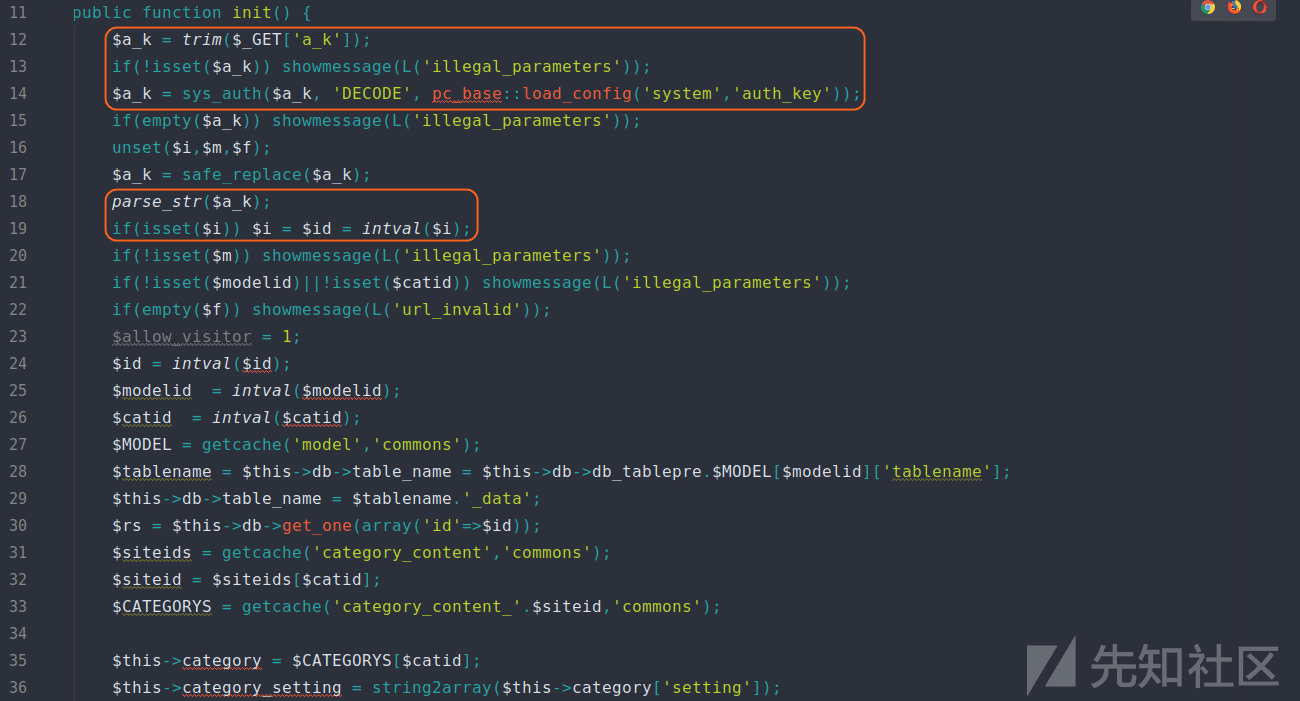 11 public function init() {
12 $a_k = trim($_GET['a_k']);
13 if(!isset($a_k)) showmessage(L('illegal_parameters'));
14 $a_k = sys_auth($a_k, 'DECODE', pc_base::load_config('system','auth_key'));
15 if(empty($a_k)) showmessage(L('illegal_parameters'));
16 unset($i,$m,$f);
17 $a_k = safe_replace($a_k);
18 parse_str($a_k);
19 if(isset($i)) $i = $id = intval($i);
20 if(!isset($m)) showmessage(L('illegal_parameters'));
21 if(!isset($modelid)||!isset($catid)) showmessage(L('illegal_parameters'));
22 if(empty($f)) showmessage(L('url_invalid'));
23 $allow_visitor = 1;
24 $id = intval($id);
25 $modelid  = intval($modelid);
26 $catid  = intval($catid);
27 $MODEL = getcache('model','commons');
28 $tablename = $this->db->table_name = $this->db->db_tablepre.$MODEL[$modelid]['tablename'];
29 $this->db->table_name = $tablename.'_data';
30 $rs = $this->db->get_one(array('id'=>$id));
31 $siteids = getcache('category_content','commons');
32 $siteid = $siteids[$catid];
33 $CATEGORYS = getcache('category_content_'.$siteid,'commons');
34
35 $this->category = $CATEGORYS[$catid];
36 $this->category_setting = string2array($this->category['setting']);
先知社区